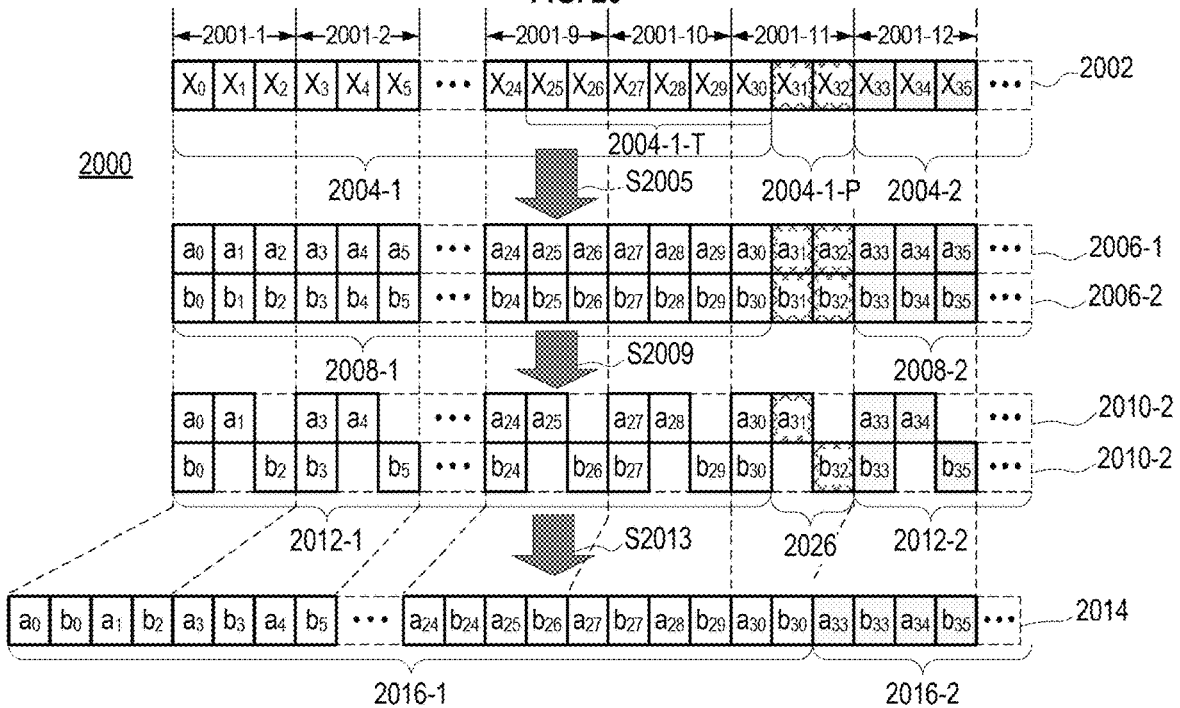 2001-1 2001-2 2001-9 2001-10 2001-11 2001-12
X0 X1 X2 X3 X4 X5 ••• X24 X25 X26 X27 X28 X29 X30 X31 X32 X33 X34 X35 ••• 2002
2004-1-T
2000
2004-1 S2005 2004-1-P 2004-2
a0 a1 a2 a3 a4 a5 ••• a24 a25 a26 a27 a28 a29 a30 a31 a32 a33 a34 a35 ••• 2006-1
b0 b1 b2 b3 b4 b5 ••• b24 b25 b26 b27 b28 b29 b30 b31 b32 b33 b34 b35 ••• 2006-2
2008-1 S2009 2008-2
a0 a1 a3 a4 ••• a24 a25 a27 a28 a30 a31 a33 a34 ••• 2010-2
b0 b2 b3 b5 ••• b24 b26 b27 b29 b30 b32 b33 b35 ••• 2010-2
2012-1 S2013 2026 2012-2
a0 b0 a1 b2 a3 b3 a4 b5 ••• a24 b24 a25 b26 a27 b27 a28 b29 a30 b30 a33 b33 a34 b35 ••• 2014
2016-1 2016-2